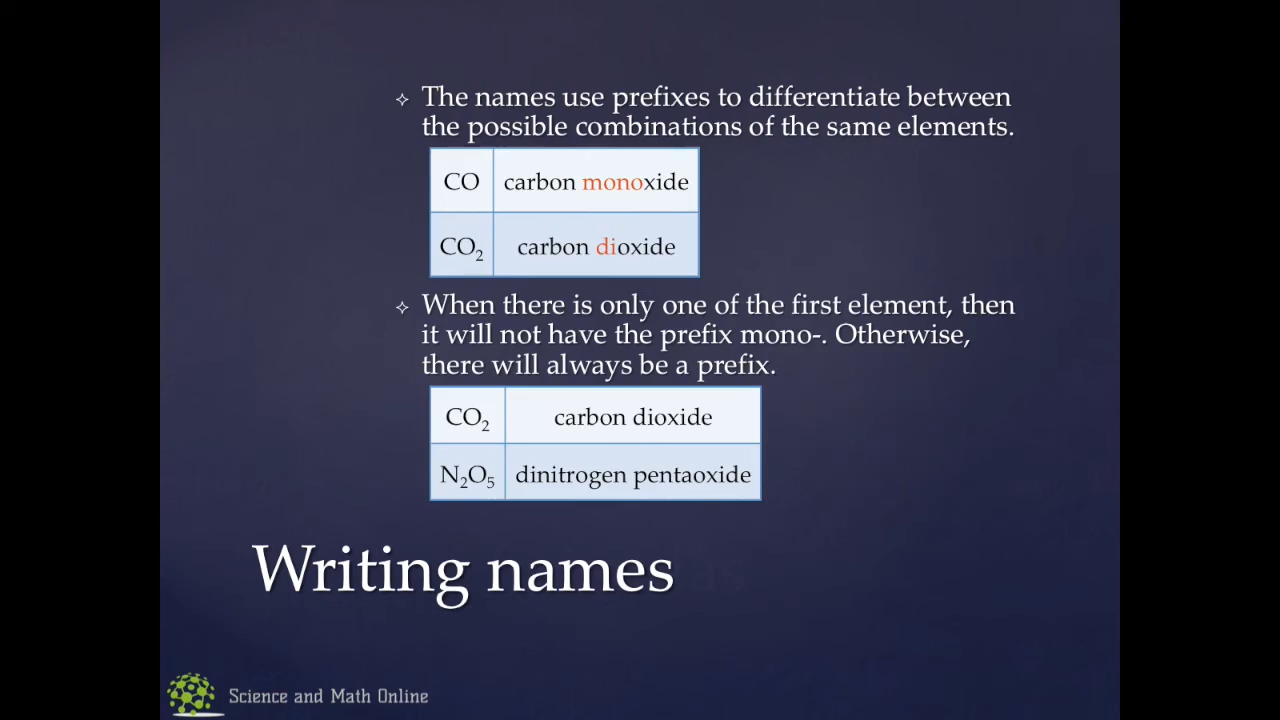 The names use prefixes to differentiate between
the possible combinations of the same elements.
CO carbon monoxide
CO₂ carbon dioxide
When there is only one of the first element, then
it will not have the prefix mono-. Otherwise,
there will always be a prefix.
CO₂ carbon dioxide
N₂O₅ dinitrogen pentaoxide
Writing names
Science and Math Online